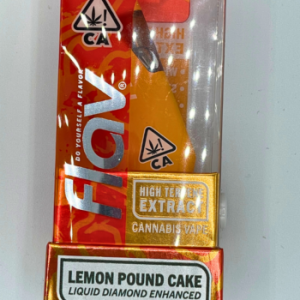 CA
flav®
DO YOURSELF A FLAVOR
CA
HIGH TERPENE
EXTRACT
CANNABIS VAPE
LEMON POUND CAKE
LIQUID DIAMOND ENHANCED